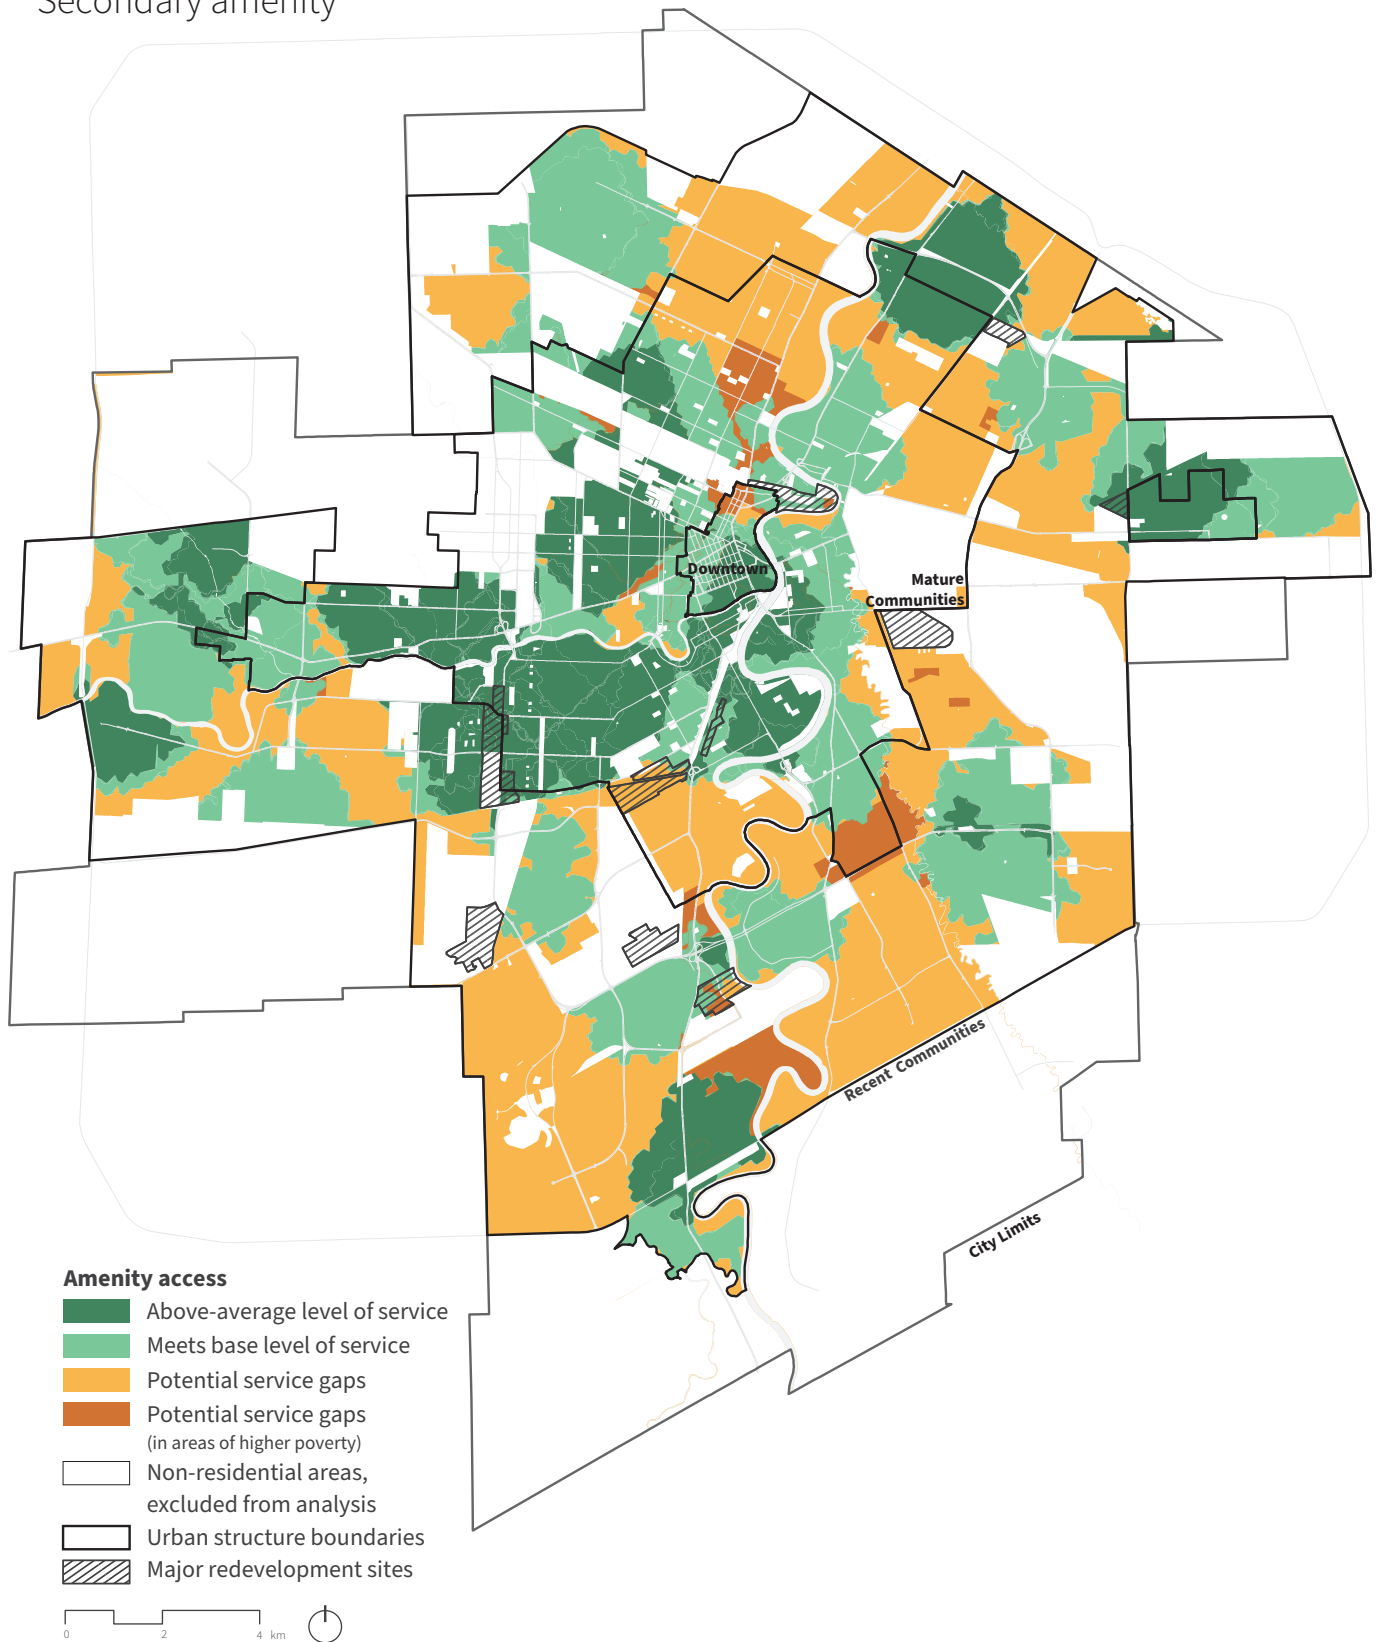 Secondary amenity
Downtown
Mature
Communities
Recent Communities
City Limits
Amenity access
Above-average level of service
Meets base level of service
Potential service gaps
Potential service gaps
(in areas of higher poverty)
Non-residential areas,
excluded from analysis
Urban structure boundaries
Major redevelopment sites
0 2 4 km